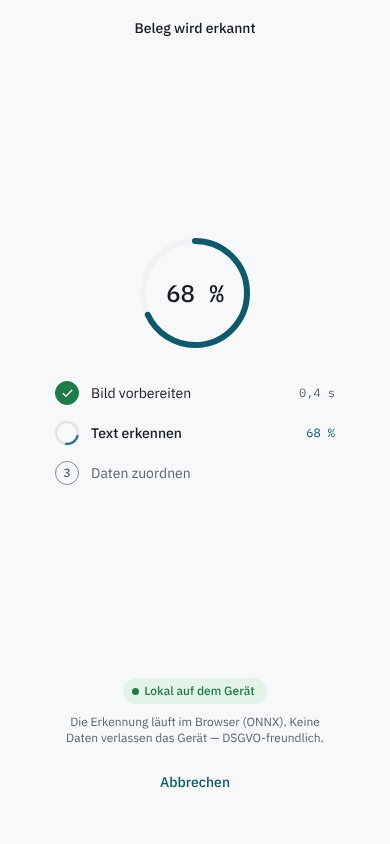 Beleg wird erkannt
68 %
Bild vorbereiten 0,4 s
Text erkennen 68 %
3 Daten zuordnen
Lokal auf dem Gerät
Die Erkennung läuft im Browser (ONNX). Keine
Daten verlassen das Gerät — DSGVO-freundlich.
Abbrechen